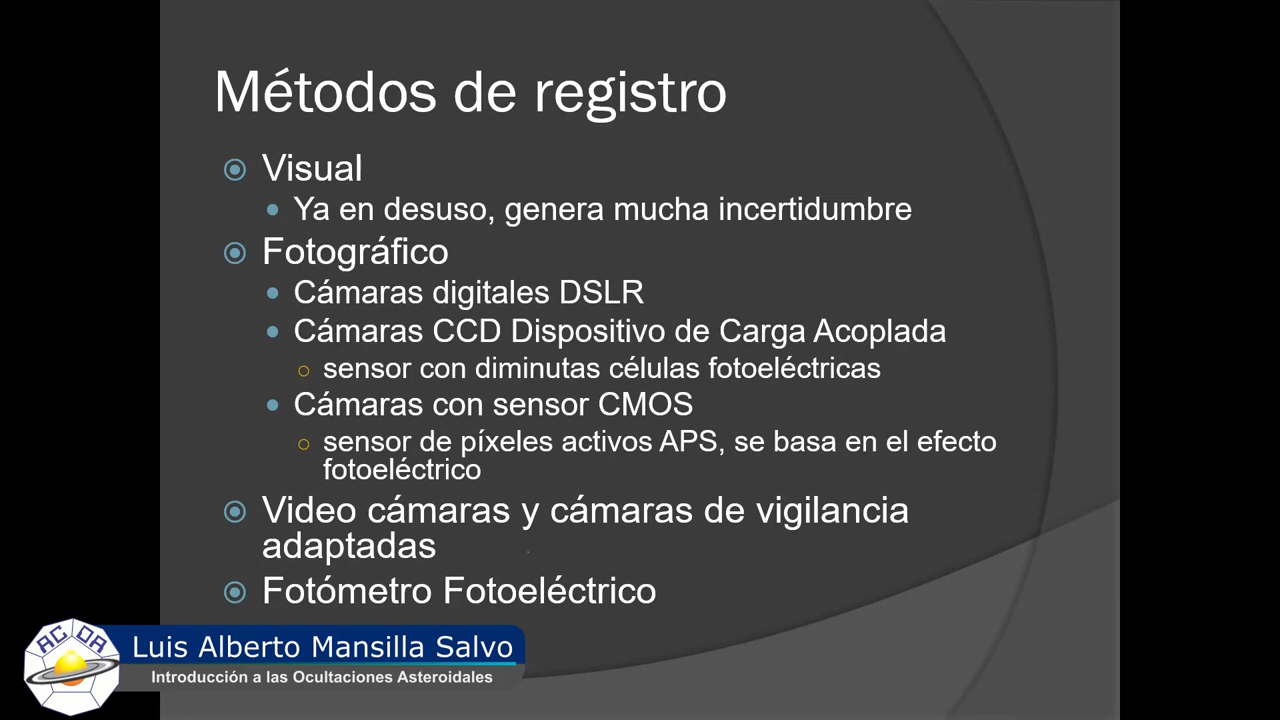 Métodos de registro
Visual
Ya en desuso, genera mucha incertidumbre
Fotográfico
Cámaras digitales DSLR
Cámaras CCD Dispositivo de Carga Acoplada
sensor con diminutas células fotoeléctricas
Cámaras con sensor CMOS
sensor de píxeles activos APS, se basa en el efecto
fotoeléctrico
Video cámaras y cámaras de vigilancia
adaptadas
Fotómetro Fotoeléctrico
ACOA
Luis Alberto Mansilla Salvo
Introducción a las Ocultaciones Asteroidales